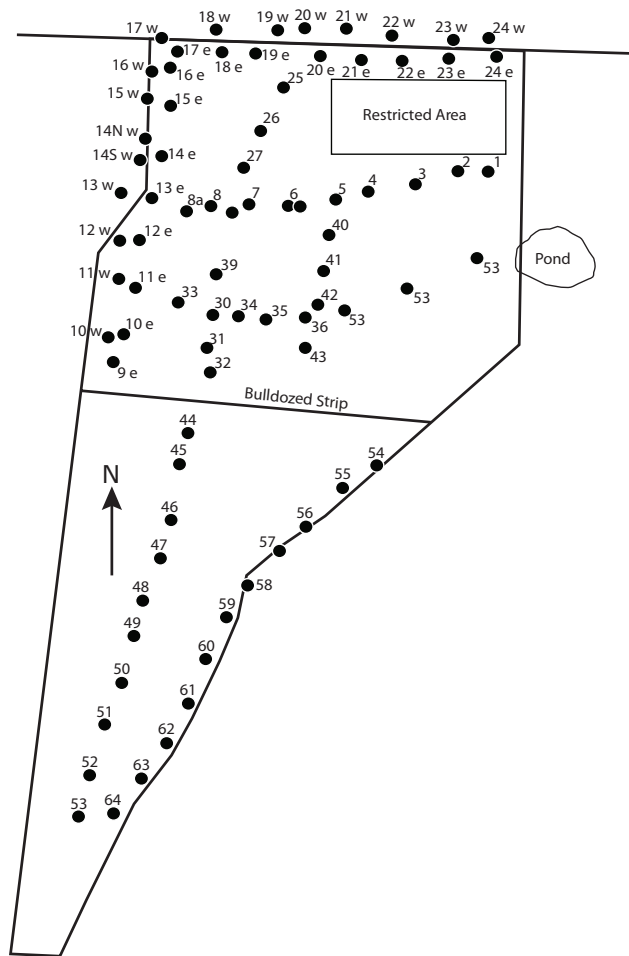 18 w
19 w
20 w
21 w
22 w
23 w
24 w
17 w
17 e
18 e
19 e
20 e
21 e
22 e
23 e
24 e
16 w
16 e
25
Restricted Area
15 w
15 e
14N w
26
14S w
14 e
27
13 w
13 e
8a
8
7
6
5
4
3
2
1
12 w
12 e
40
Pond
11 w
11 e
39
41
53
53
33
30
34
35
42
36
53
10 w
10 e
31
43
9 e
32
Bulldozed Strip
44
45
54
55
N
46
56
47
57
48
58
49
59
50
60
51
61
62
52
63
53
64